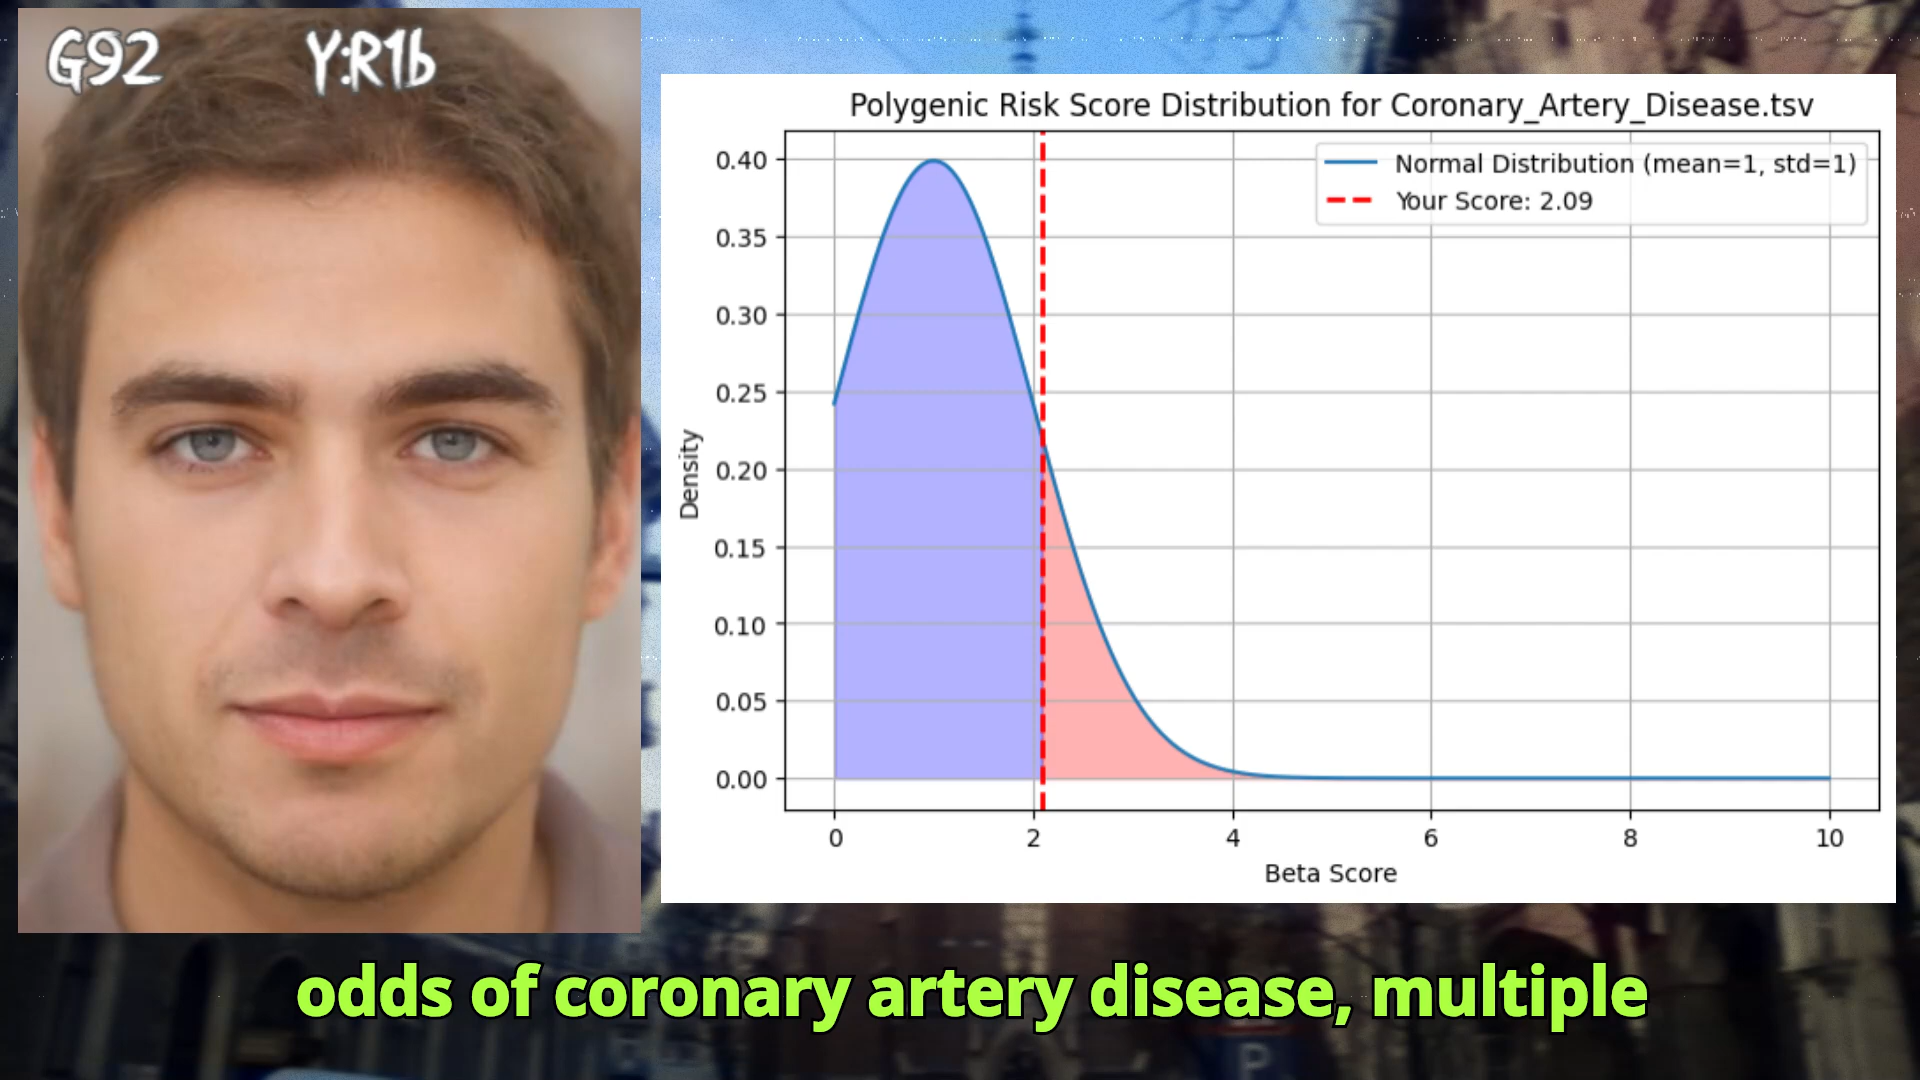 G92 Y:R1b
Polygenic Risk Score Distribution for Coronary_Artery_Disease.tsv
Normal Distribution (mean=1, std=1)
Your Score: 2.09
0.40
0.35
0.30
0.25
0.20
0.15
0.10
0.05
0.00
Density
0 2 4 6 8 10
Beta Score
odds of coronary artery disease, multiple
P